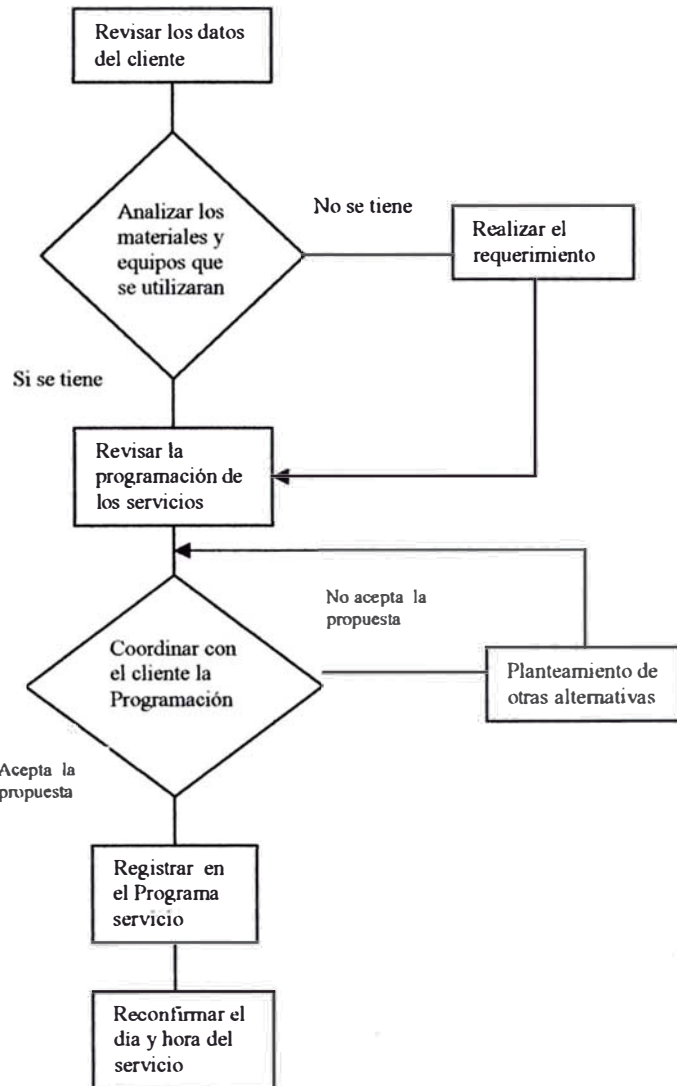 Revisar los datos
del cliente
Analizar los
materiales y
equipos que
se utilizaran
No se tiene
Realizar el
requerimiento
Si se tiene
Revisar la
programación de
los servicios
No acepta la
propuesta
Coordinar con
el cliente la
Programación
Planteamiento de
otras alternativas
Acepta la
propuesta
Registrar en
el Programa
servicio
Reconfirmar el
dia y hora del
servicio